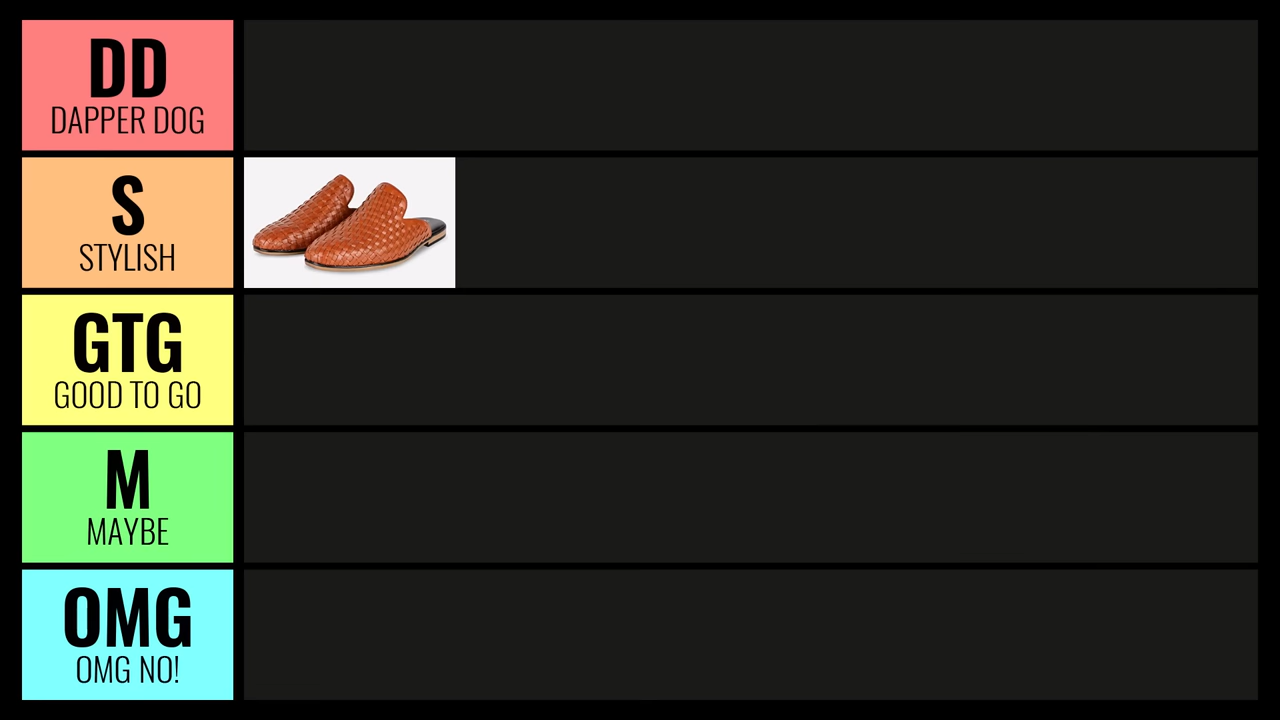 DD
DAPPER DOG
S
STYLISH
GTG
GOOD TO GO
M
MAYBE
OMG
OMG NO!